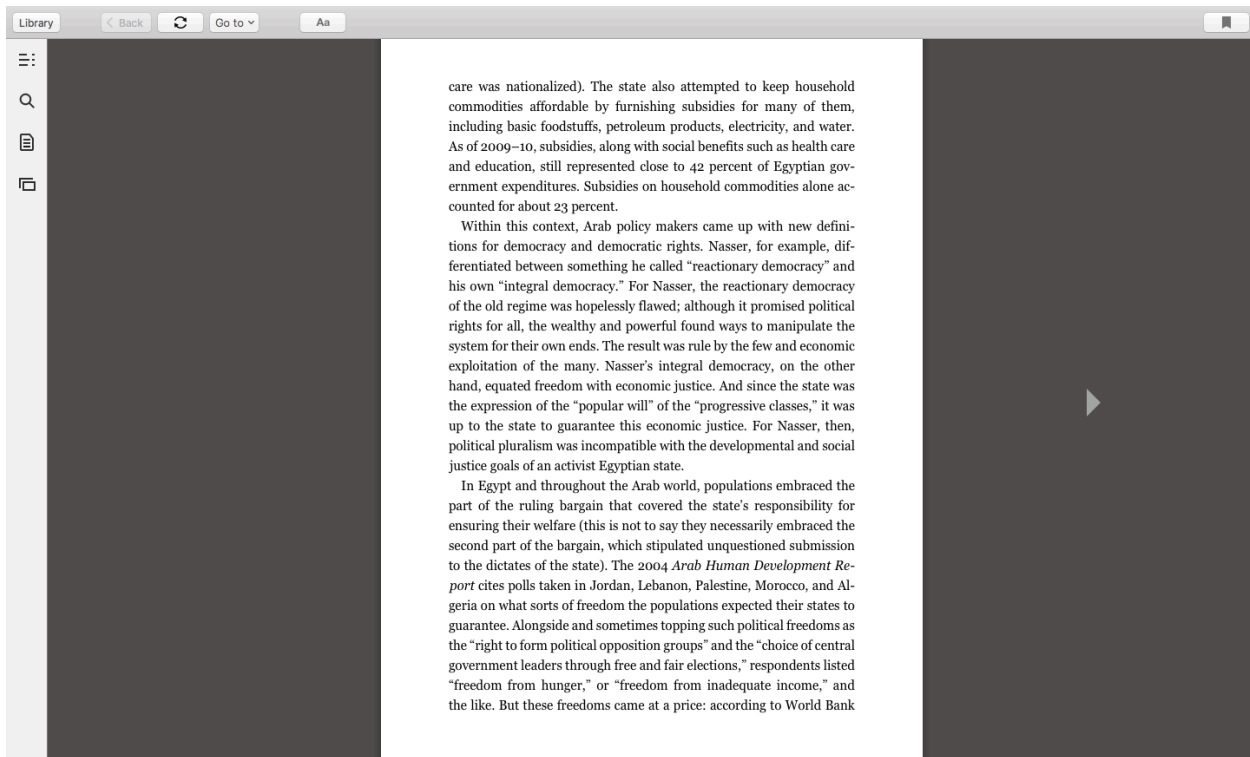 Library
Back
Go to
Aa
care was nationalized). The state also attempted to keep household
commodities affordable by furnishing subsidies for many of them,
including basic foodstuffs, petroleum products, electricity, and water.
As of 2009–10, subsidies, along with social benefits such as health care
and education, still represented close to 42 percent of Egyptian gov-
ernment expenditures. Subsidies on household commodities alone ac-
counted for about 23 percent.
Within this context, Arab policy makers came up with new defini-
tions for democracy and democratic rights. Nasser, for example, dif-
ferentiated between something he called “reactionary democracy” and
his own “integral democracy.” For Nasser, the reactionary democracy
of the old regime was hopelessly flawed; although it promised political
rights for all, the wealthy and powerful found ways to manipulate the
system for their own ends. The result was rule by the few and economic
exploitation of the many. Nasser’s integral democracy, on the other
hand, equated freedom with economic justice. And since the state was
the expression of the “popular will” of the “progressive classes,” it was
up to the state to guarantee this economic justice. For Nasser, then,
political pluralism was incompatible with the developmental and social
justice goals of an activist Egyptian state.
In Egypt and throughout the Arab world, populations embraced the
part of the ruling bargain that covered the state’s responsibility for
ensuring their welfare (this is not to say they necessarily embraced the
second part of the bargain, which stipulated unquestioned submission
to the dictates of the state). The 2004 Arab Human Development Re-
port cites polls taken in Jordan, Lebanon, Palestine, Morocco, and Al-
geria on what sorts of freedom the populations expected their states to
guarantee. Alongside and sometimes topping such political freedoms as
the “right to form political opposition groups” and the “choice of central
government leaders through free and fair elections,” respondents listed
“freedom from hunger,” or “freedom from inadequate income,” and
the like. But these freedoms came at a price: according to World Bank